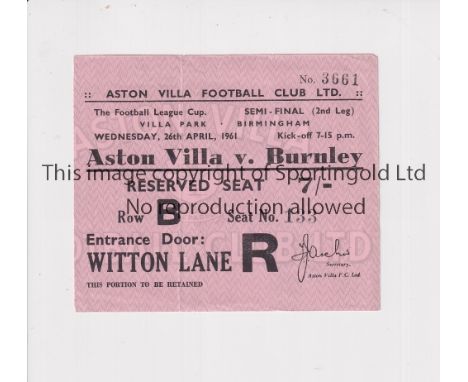 No. 3661
:: ASTON VILLA FOOTBALL CLUB LTD. ::
The Football League Cup. SEMI-FINAL (2nd Leg)
VILLA PARK BIRMINGHAM
WEDNESDAY, 26th APRIL, 1961 Kick-off 7-15 p.m.
Aston Villa v. Burnley
This image copyright of Sportingold Ltd
RESERVED SEAT 7/-
No reproduction allowed
Row B Seat No. 133
Entrance Door:
WITTON LANE R
Secretary.
Aston Villa F.C. Ltd.
THIS PORTION TO BE RETAINED